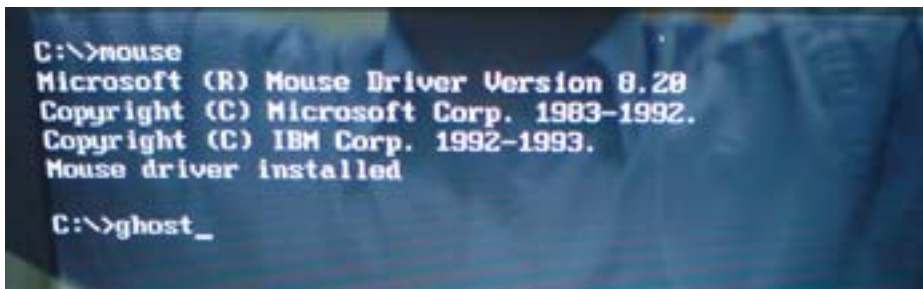 C:\>mouse
Microsoft (R) Mouse Driver Version 8.20
Copyright (C) Microsoft Corp. 1983-1992.
Copyright (C) IBM Corp. 1992-1993.
Mouse driver installed
C:\>ghost_